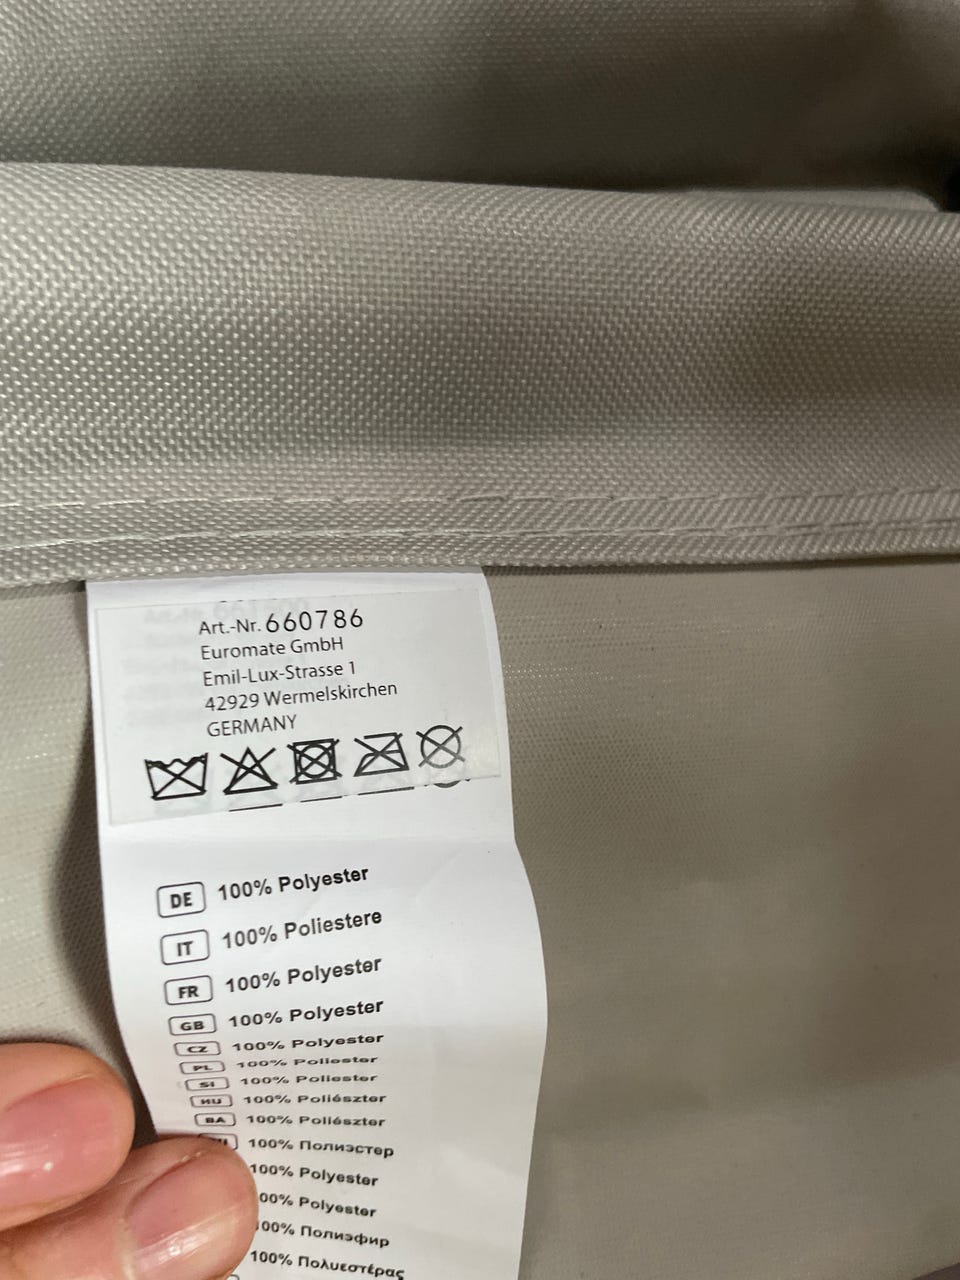 Art.-Nr. 660786
Euromate GmbH
Emil-Lux-Strasse 1
42929 Wermelskirchen
GERMANY
DE 100% Polyester
IT 100% Poliestere
FR 100% Polyester
GB 100% Polyester
CZ 100% Polyester
PL 100% Poliester
SI 100% Poliester
HU 100% Poliészter
BA 100% Poliészter
100% Полиэстер
100% Polyester
00% Polyester
100% Полиэфир
100% Πολυεστέρας